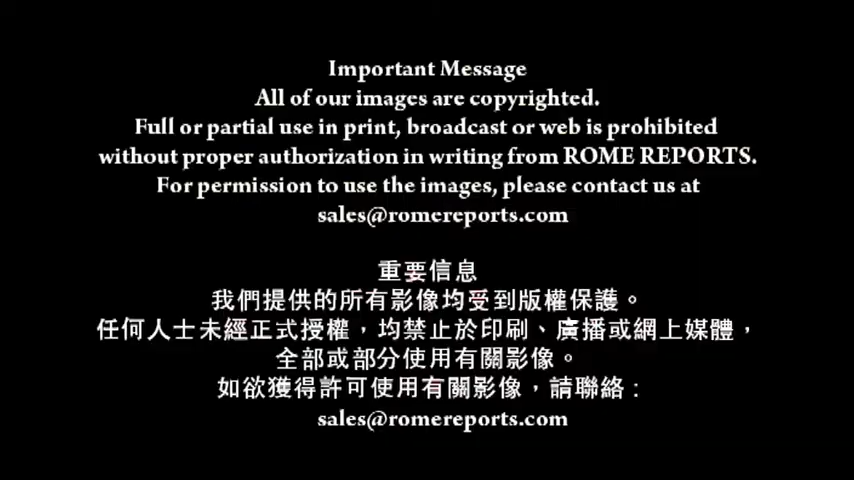 Important Message
All of our images are copyrighted.
Full or partial use in print, broadcast or web is prohibited
without proper authorization in writing from ROME REPORTS.
For permission to use the images, please contact us at
sales@romereports.com
重要信息
我們提供的所有影像均受到版權保護。
任何人士未經正式授權，均禁止於印刷、廣播或網上媒體，
全部或部分使用有關影像。
如欲獲得許可使用有關影像，請聯絡：
sales@romereports.com